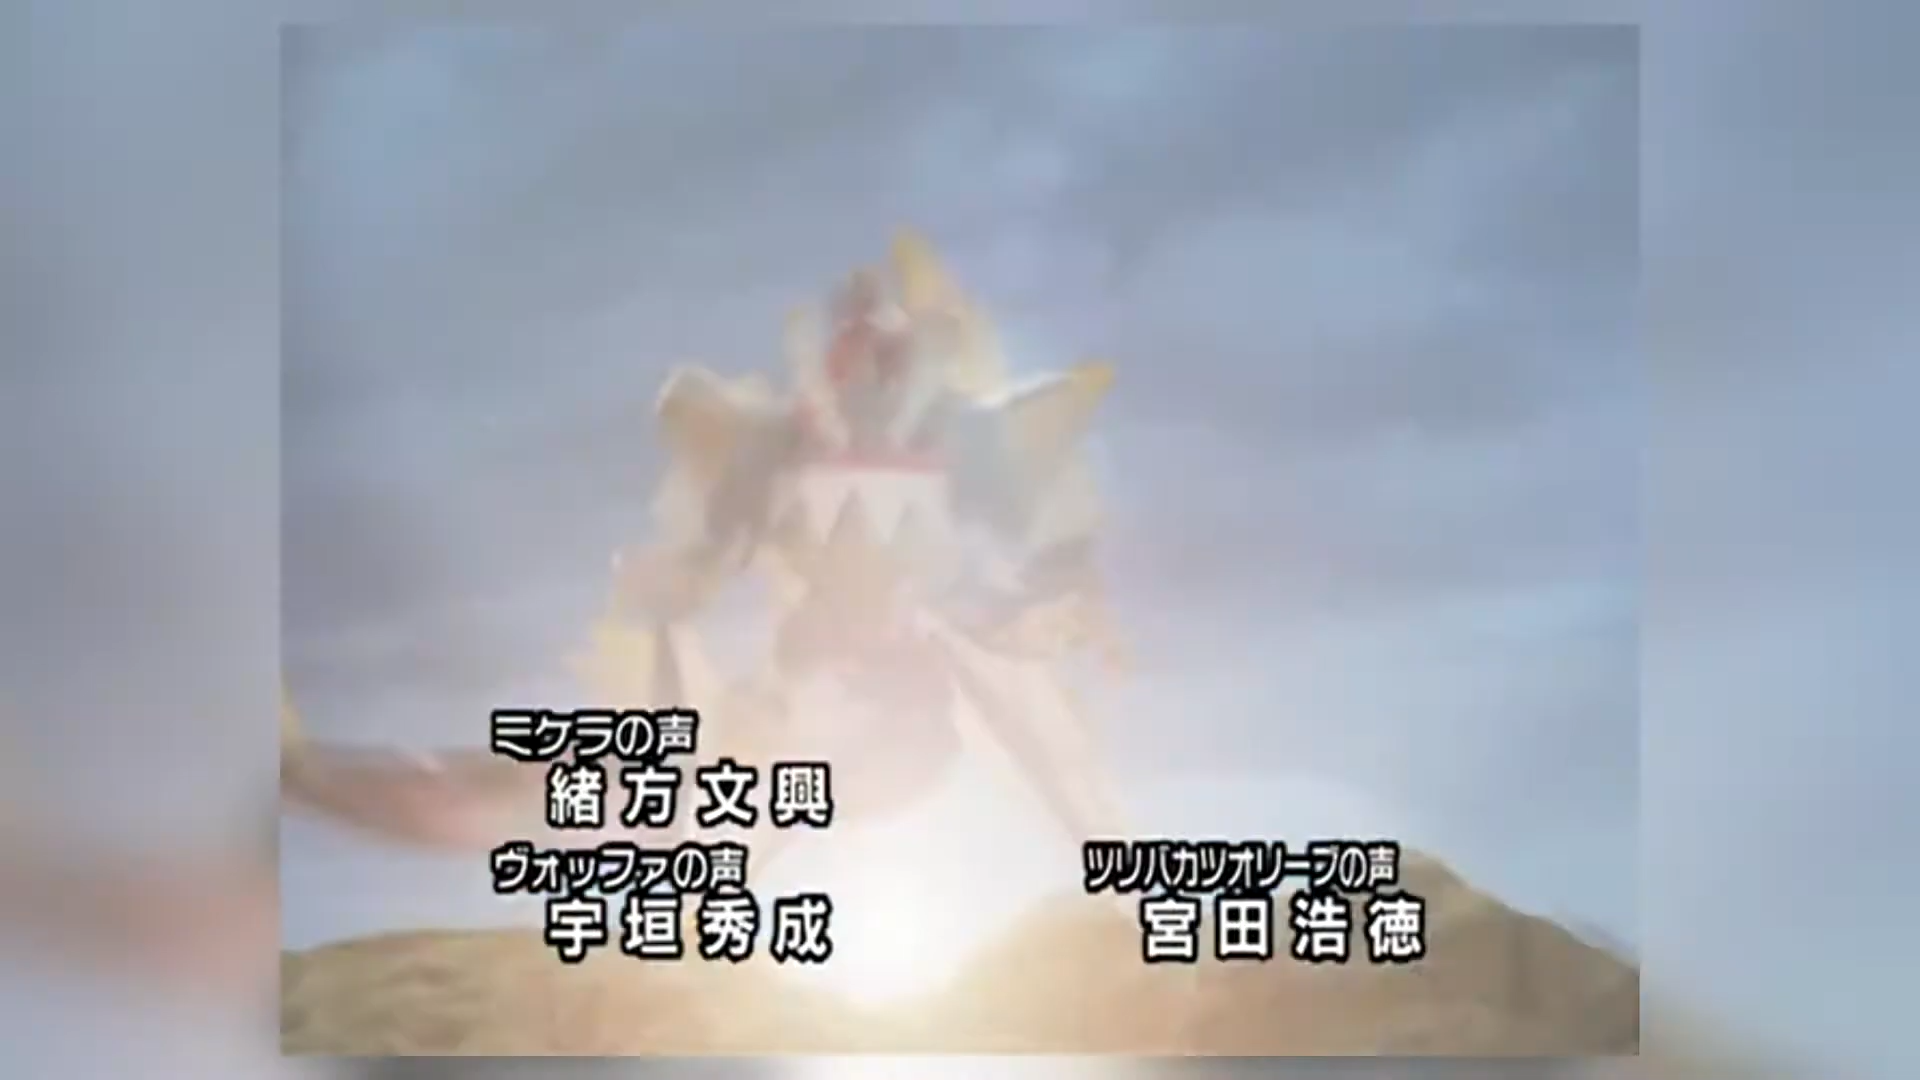 ミケラの声
緒方文興
ヴォッファの声
宇垣秀成
ツリバカツオリーブの声
宮田浩徳